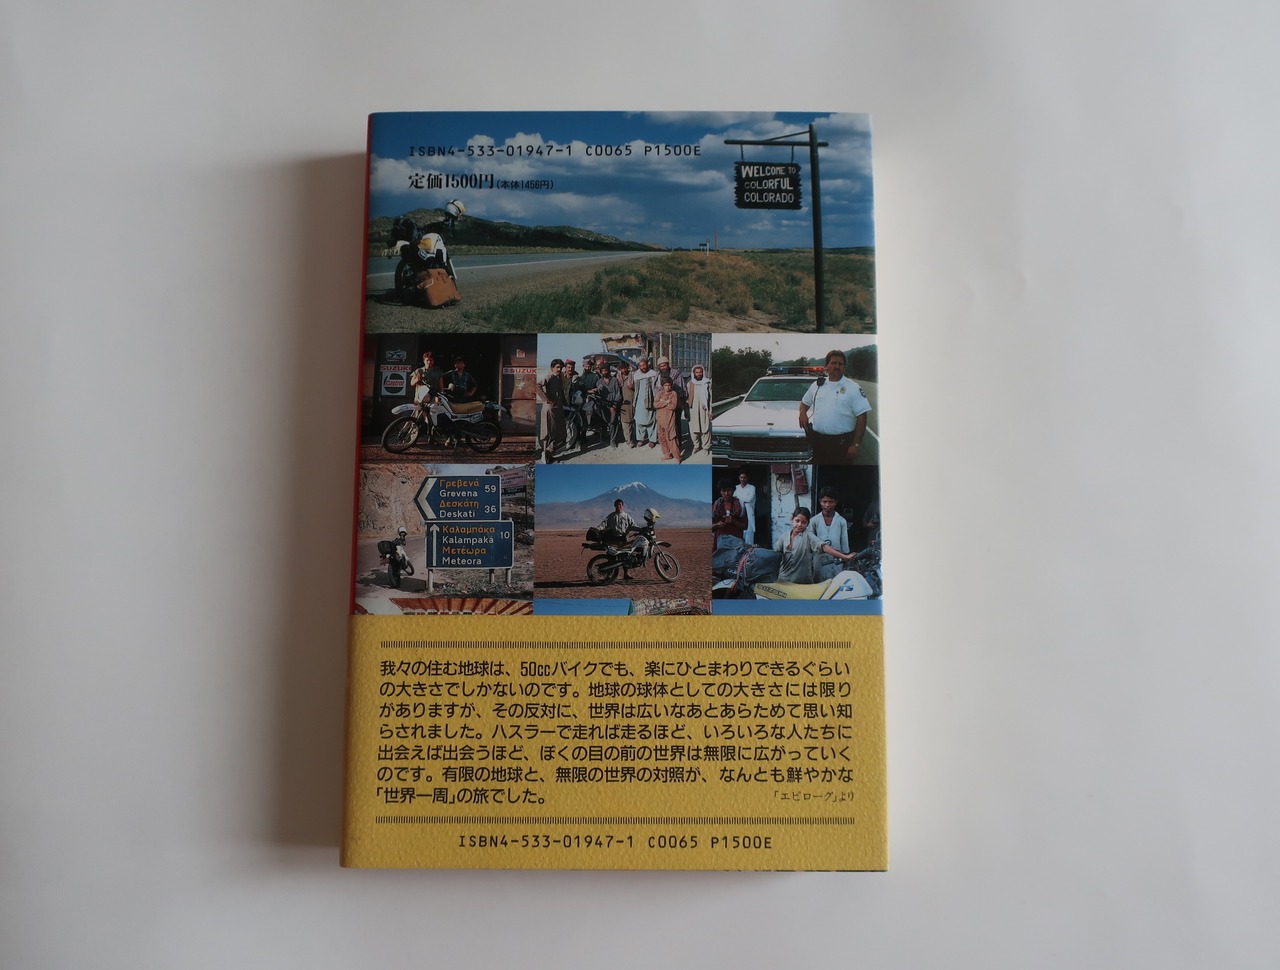 ISBN4-533-01947-1 C0065 P1500E
定価1500円(本体1456円)
WELCOME TO
COLORFUL
COLORADO
SUZUKI
Castrol
SUZUK
Γρεβενά
Grevena 59
Δεσκάτη
Deskati 36
Καλαμπάκα
Kalampaka 10
Μετέωρα
Meteora
SUZUKI
我々の住む地球は、50ccバイクでも、楽にひとまわりできるぐらい
の大きさでしかないのです。地球の球体としての大きさには限り
がありますが、その反対に、世界は広いなあとあらためて思い知
らされました。ハスラーで走れば走るほど、いろいろな人たちに
出会えば出会うほど、ぼくの目の前の世界は無限に広がっていく
のです。有限の地球と、無限の世界の対照が、なんとも鮮やかな
「世界一周」の旅でした。
「エピローグ」より
ISBN4-533-01947-1 C0065 P1500E